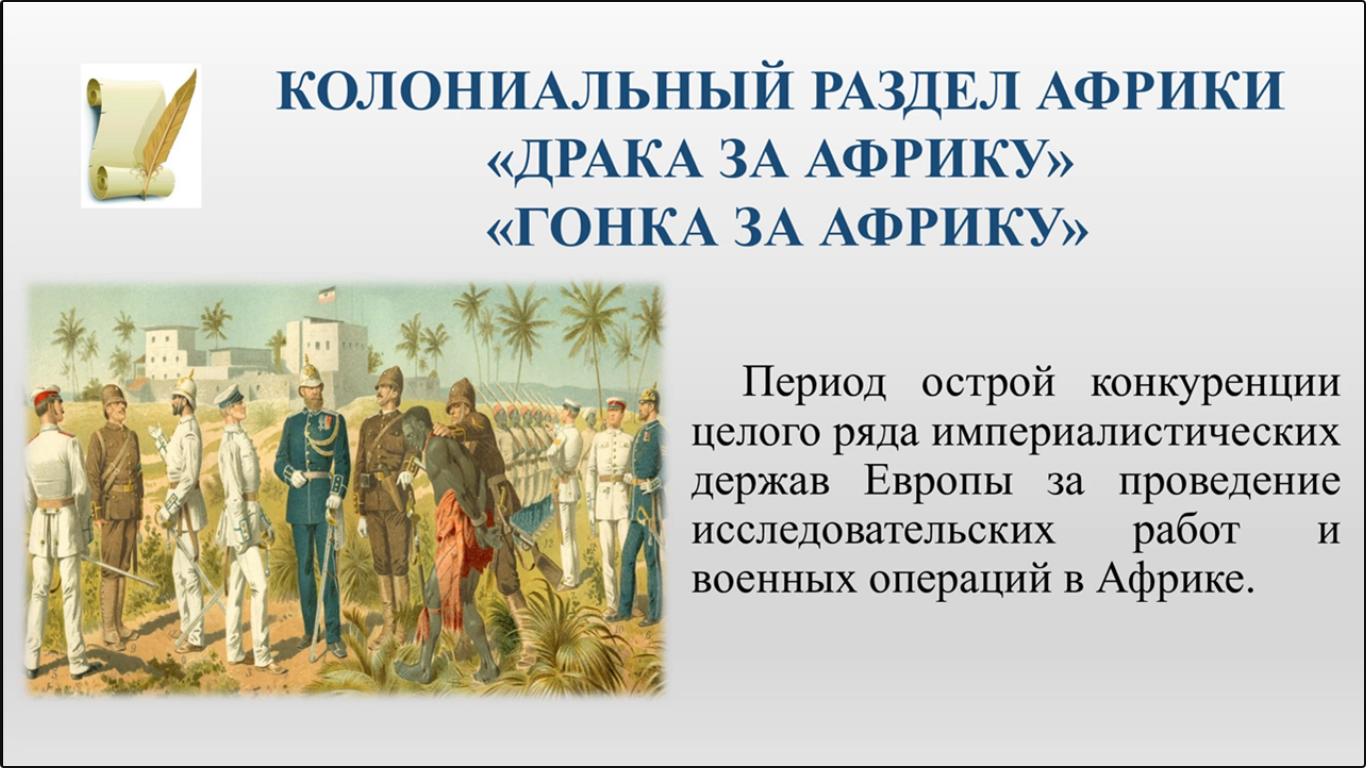 КОЛОНИАЛЬНЫЙ РАЗДЕЛ АФРИКИ
«ДРАКА ЗА АФРИКУ»
«ГОНКА ЗА АФРИКУ»
Период острой конкуренции
целого ряда империалистических
держав Европы за проведение
исследовательских работ и
военных операций в Африке.